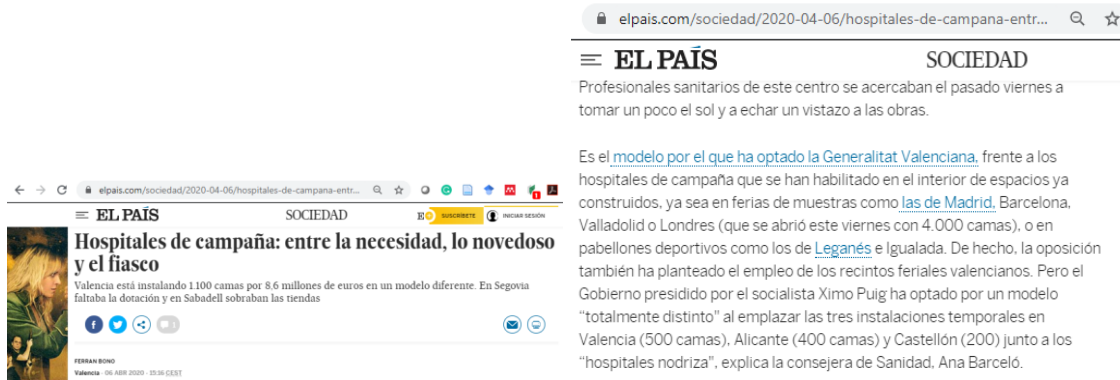 elpais.com/sociedad/2020-04-06/hospitales-de-campana-entr...
EL PAÍS SOCIEDAD SUSCRÍBETE INICIAR SESIÓN
Hospitales de campaña: entre la necesidad, lo novedoso
y el fiasco
Valencia está instalando 1.100 camas por 8,6 millones de euros en un modelo diferente. En Segovia
faltaba la dotación y en Sabadell sobraban las tiendas
FERRAN BONO
Valencia - 06 ABR 2020 - 15:36 CEST
elpais.com/sociedad/2020-04-06/hospitales-de-campana-entr...
EL PAÍS SOCIEDAD
Profesionales sanitarios de este centro se acercaban el pasado viernes a
tomar un poco el sol y a echar un vistazo a las obras.
Es el modelo por el que ha optado la Generalitat Valenciana, frente a los
hospitales de campaña que se han habilitado en el interior de espacios ya
construidos, ya sea en ferias de muestras como las de Madrid, Barcelona,
Valladolid o Londres (que se abrió este viernes con 4.000 camas), o en
pabellones deportivos como los de Leganés e Igualada. De hecho, la oposición
también ha planteado el empleo de los recintos feriales valencianos. Pero el
Gobierno presidido por el socialista Ximo Puig ha optado por un modelo
“totalmente distinto” al emplazar las tres instalaciones temporales en
Valencia (500 camas), Alicante (400 camas) y Castellón (200) junto a los
“hospitales nodriza”, explica la consejera de Sanidad, Ana Barceló.